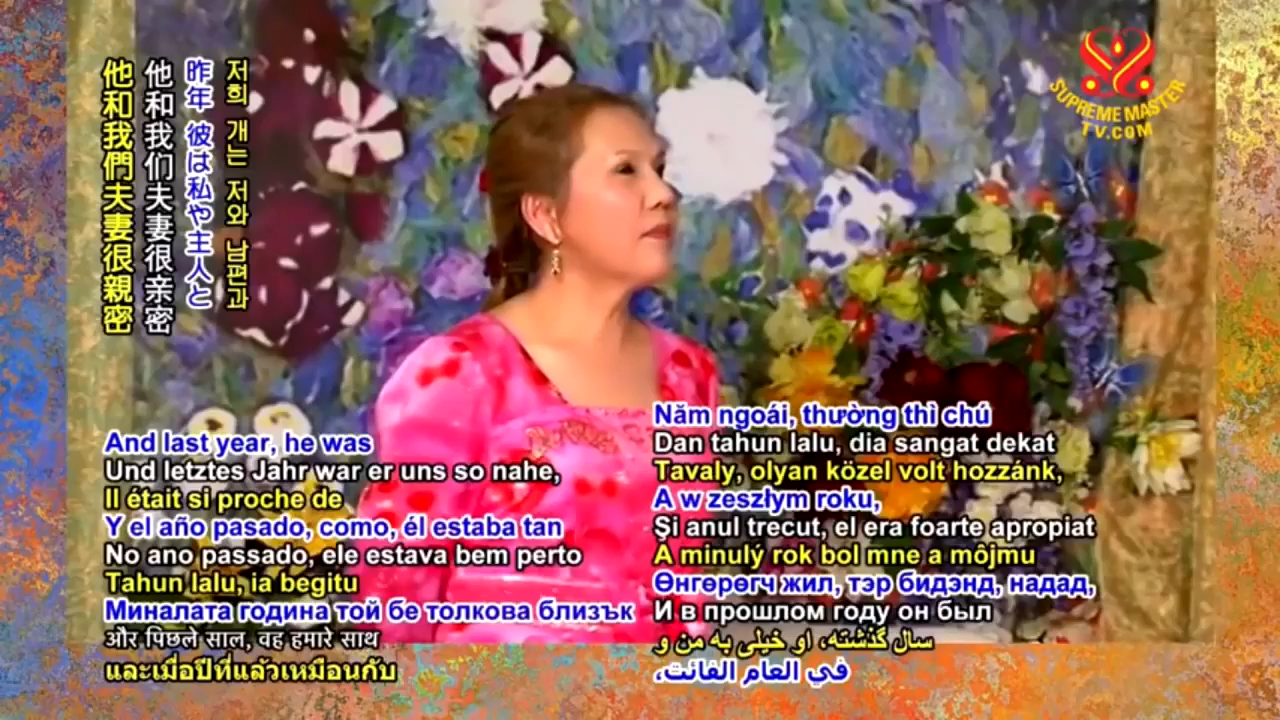 저희 개는 저와 남편과
昨年 彼は私や主人と
他和我们夫妻很亲密
他和我們夫妻很親密
SUPREME MASTER
TV.COM
And last year, he was
Und letztes Jahr war er uns so nahe,
Il était si proche de
Y el año pasado, como, él estaba tan
No ano passado, ele estava bem perto
Tahun lalu, ia begitu
Миналата година той бе толкова близък
और पिछले साल, वह हमारे साथ
และเมื่อปีที่แล้วเหมือนกับ
Năm ngoái, thường thì chú
Dan tahun lalu, dia sangat dekat
Tavaly, olyan közel volt hozzánk,
A w zeszłym roku,
Şi anul trecut, el era foarte apropiat
A minulý rok bol mne a môjmu
Өнгөрөгч жил, тэр бидэнд, надад,
И в прошлом году он был
سال گذشته، او خیلی به من و
في العام الفائت،